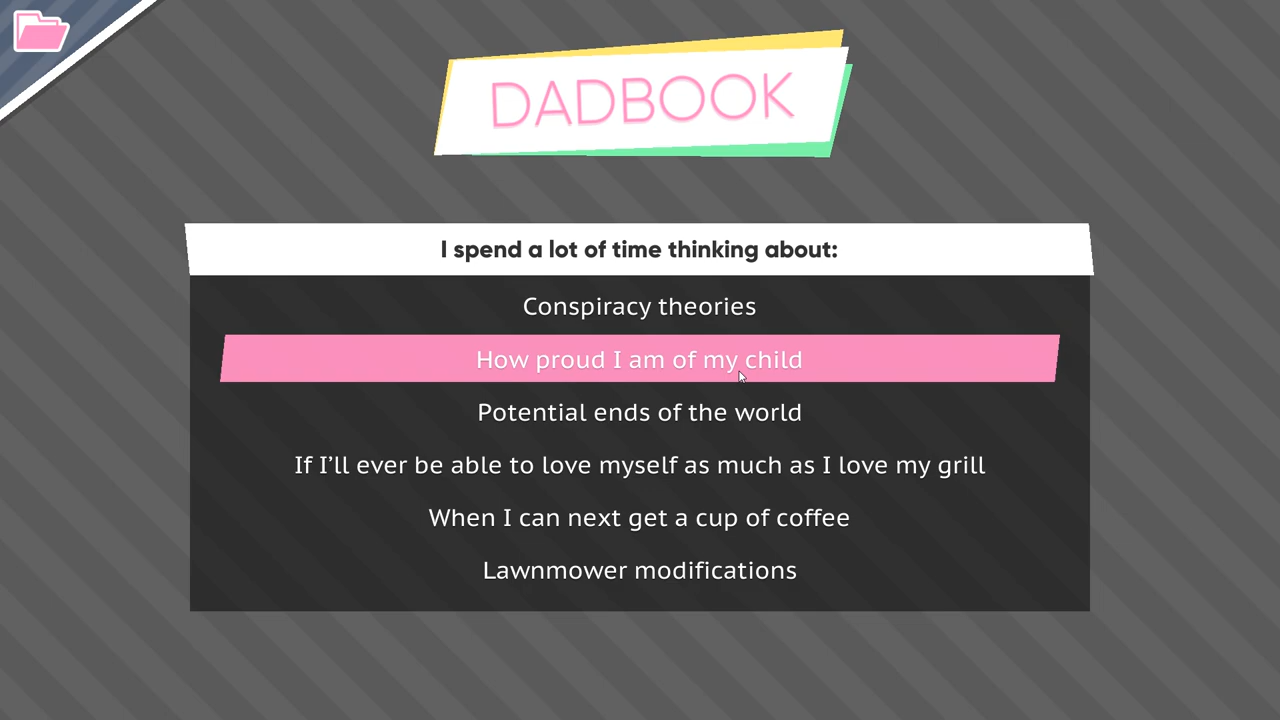 DADBOOK
I spend a lot of time thinking about:
Conspiracy theories
How proud I am of my child
Potential ends of the world
If I’ll ever be able to love myself as much as I love my grill
When I can next get a cup of coffee
Lawnmower modifications